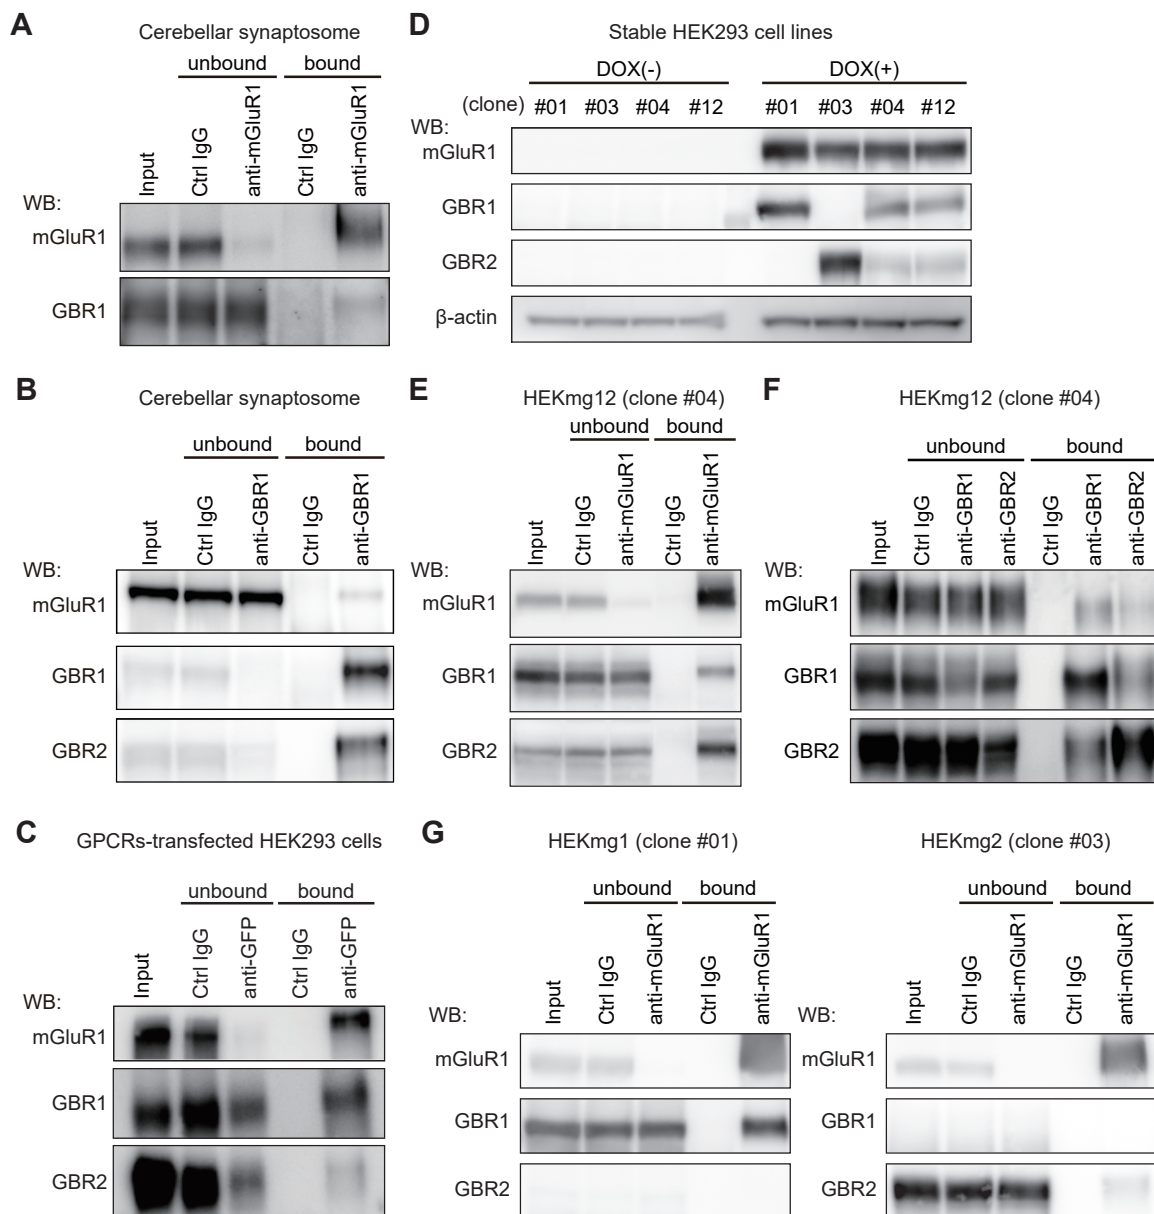 A
Cerebellar synaptosome
unbound
bound
Input
Ctrl IgG
anti-mGluR1
Ctrl IgG
anti-mGluR1
WB:
mGluR1
GBR1
D
Stable HEK293 cell lines
DOX(-)
DOX(+)
(clone) #01 #03 #04 #12 #01 #03 #04 #12
WB:
mGluR1
GBR1
GBR2
β-actin
B
Cerebellar synaptosome
unbound
bound
Input
Ctrl IgG
anti-GBR1
Ctrl IgG
anti-GBR1
WB:
mGluR1
GBR1
GBR2
E
HEKmg12 (clone #04)
unbound
bound
Input
Ctrl IgG
anti-mGluR1
Ctrl IgG
anti-mGluR1
WB:
mGluR1
GBR1
GBR2
F
HEKmg12 (clone #04)
unbound
bound
Input
Ctrl IgG
anti-GBR1
anti-GBR2
Ctrl IgG
anti-GBR1
anti-GBR2
WB:
mGluR1
GBR1
GBR2
C
GPCRs-transfected HEK293 cells
unbound
bound
Input
Ctrl IgG
anti-GFP
Ctrl IgG
anti-GFP
WB:
mGluR1
GBR1
GBR2
G
HEKmg1 (clone #01)
unbound
bound
Input
Ctrl IgG
anti-mGluR1
Ctrl IgG
anti-mGluR1
WB:
mGluR1
GBR1
GBR2
HEKmg2 (clone #03)
unbound
bound
Input
Ctrl IgG
anti-mGluR1
Ctrl IgG
anti-mGluR1
WB:
mGluR1
GBR1
GBR2